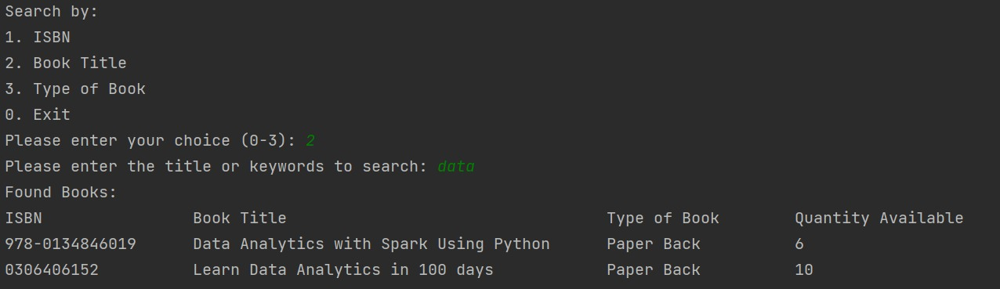 Search by:
1. ISBN
2. Book Title
3. Type of Book
0. Exit
Please enter your choice (0-3): 2
Please enter the title or keywords to search: data
Found Books:
ISBN                Book Title                                  Type of Book        Quantity Available
978-0134846019      Data Analytics with Spark Using Python      Paper Back          6
0306406152          Learn Data Analytics in 100 days            Paper Back          10